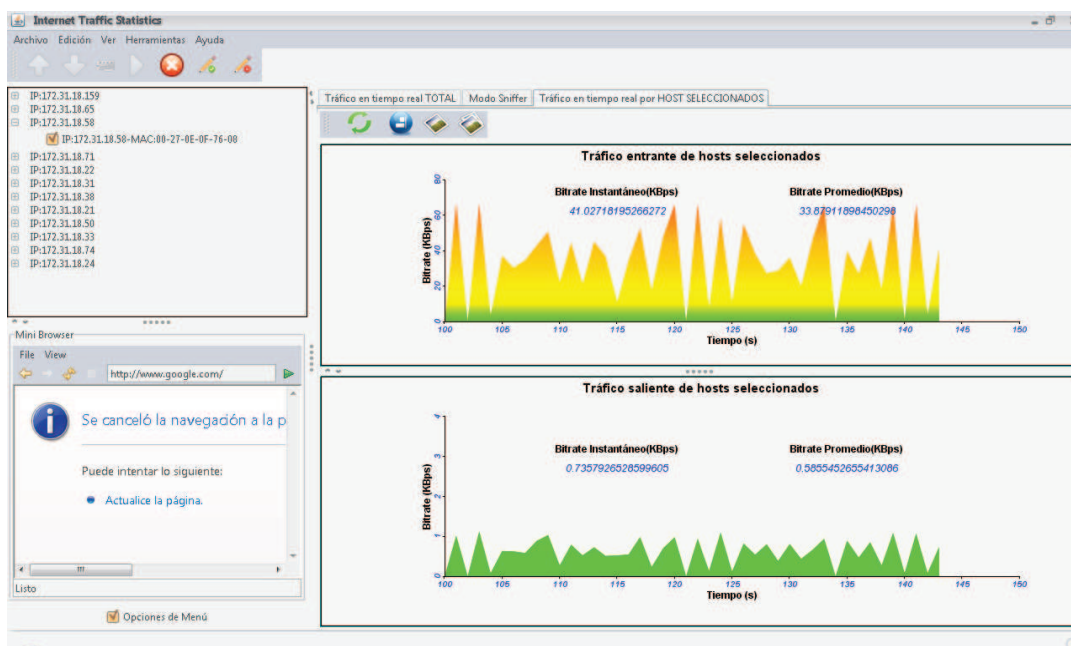 Internet Traffic Statistics
Archivo Edición Ver Herramientas Ayuda
IP:172.31.18.159
IP:172.31.18.65
IP:172.31.18.58
IP:172.31.18.58-MAC:00-27-0E-0F-76-08
IP:172.31.18.71
IP:172.31.18.22
IP:172.31.18.31
IP:172.31.18.38
IP:172.31.18.21
IP:172.31.18.50
IP:172.31.18.33
IP:172.31.18.74
IP:172.31.18.24
Mini Browser
File View
http://www.google.com/
Se canceló la navegación a la p
Puede intentar lo siguiente:
Actualice la página.
Listo
Opciones de Menú
Tráfico en tiempo real TOTAL Modo Sniffer Tráfico en tiempo real por HOST SELECCIONADOS
Tráfico entrante de hosts seleccionados
Bitrate Instantáneo(KBps) Bitrate Promedio(KBps)
41.02718195266272 33.87911898450298
Bitrate (KBps)
80
60
40
20
0
100 105 110 115 120 125 130 135 140 145 150
Tiempo (s)
Tráfico saliente de hosts seleccionados
Bitrate Instantáneo(KBps) Bitrate Promedio(KBps)
0.7357926528599605 0.5855452655413086
Bitrate (KBps)
4
3
2
1
0
100 105 110 115 120 125 130 135 140 145 150
Tiempo (s)